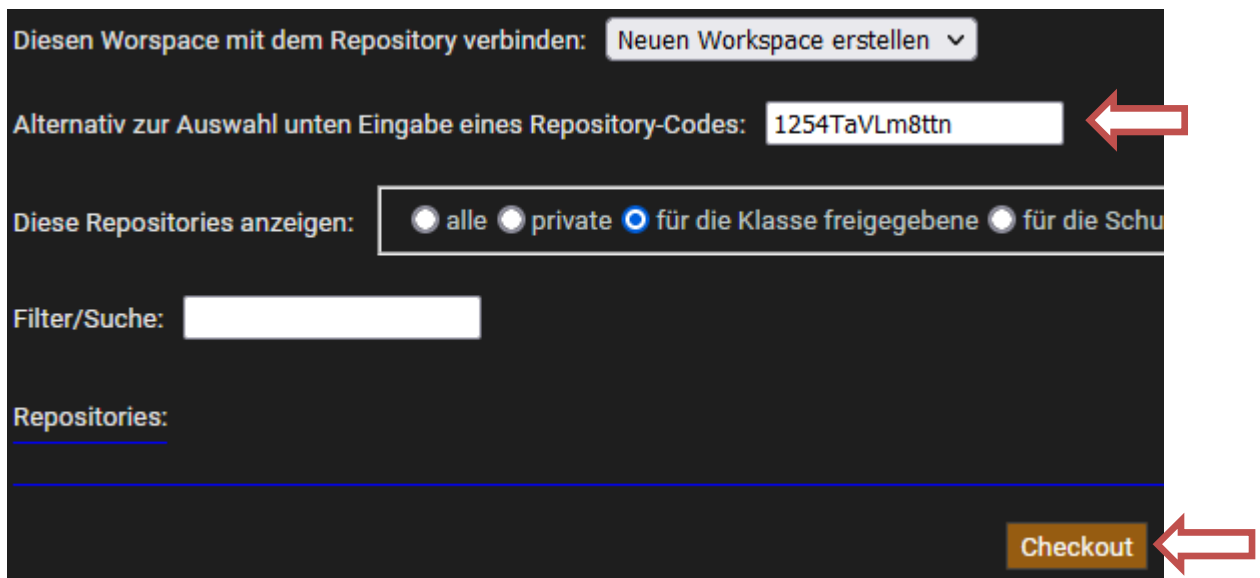 Diesen Worspace mit dem Repository verbinden: Neuen Workspace erstellen
Alternativ zur Auswahl unten Eingabe eines Repository-Codes: 1254TaVLm8ttn
Diese Repositories anzeigen: alle private für die Klasse freigegebene für die Schu
Filter/Suche:
Repositories:
Checkout